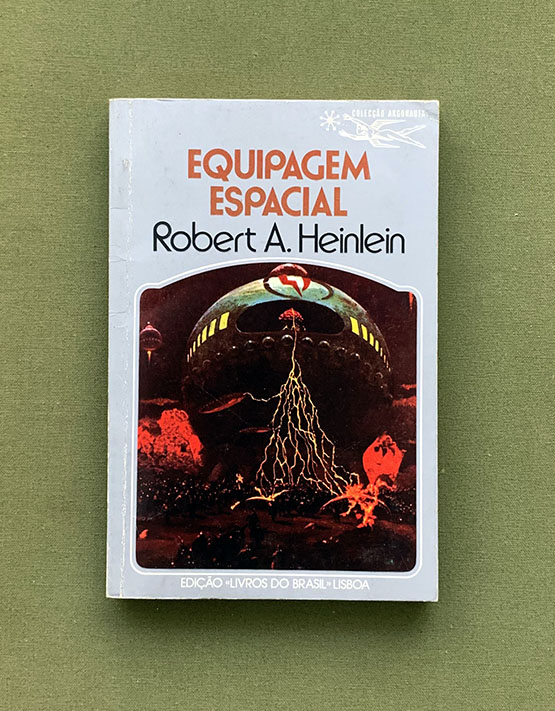 COLECÇÃO ARGONAUTA
EQUIPAGEM
ESPACIAL
Robert A. Heinlein
EDIÇÃO «LIVROS DO BRASIL» LISBOA